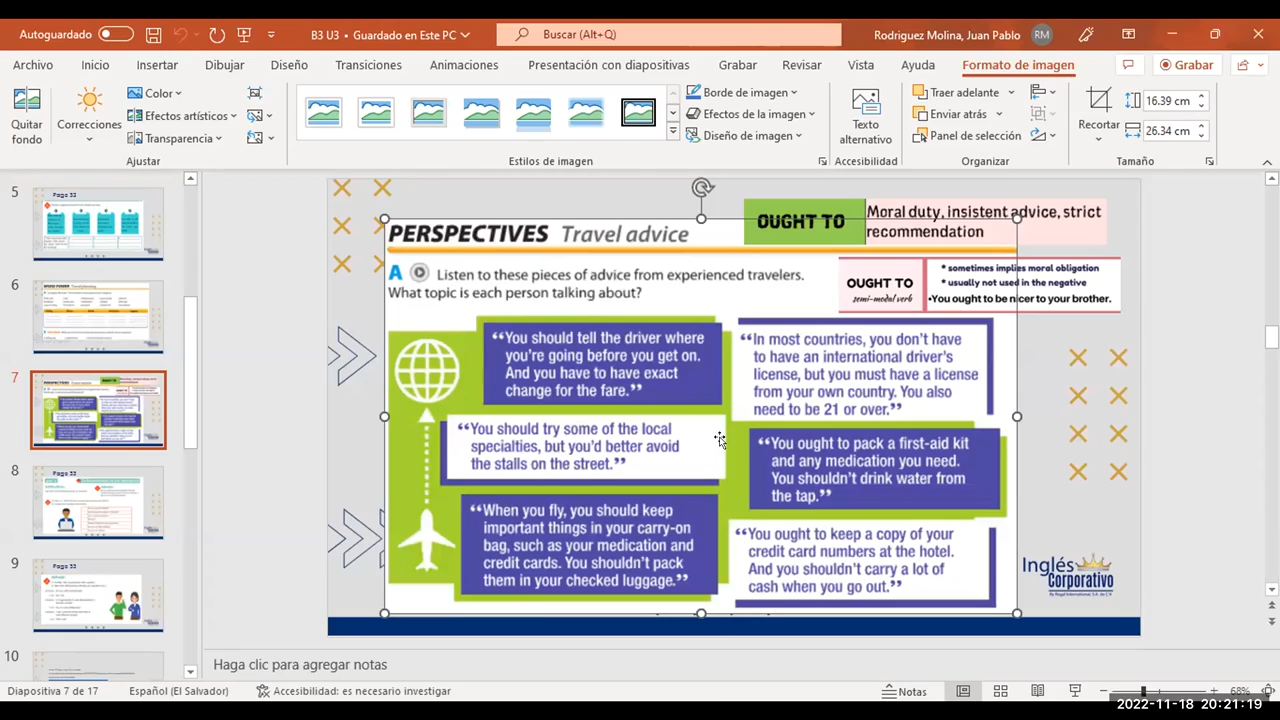 Autoguardado
B3 U3 • Guardado en Este PC
Buscar (Alt+Q)
Rodriguez Molina, Juan Pablo
RM
Archivo
Inicio
Insertar
Dibujar
Diseño
Transiciones
Animaciones
Presentación con diapositivas
Grabar
Revisar
Vista
Ayuda
Formato de imagen
Grabar
Quitar fondo
Correcciones
Color
Efectos artísticos
Transparencia
Ajustar
Estilos de imagen
Borde de imagen
Efectos de la imagen
Diseño de imagen
Texto alternativo
Accesibilidad
Traer adelante
Enviar atrás
Panel de selección
Organizar
Recortar
16.39 cm
26.34 cm
Tamaño
5
Page 33
6
7
8
Page 33
9
10
OUGHT TO
Moral duty, insistent advice, strict
recommendation
PERSPECTIVES Travel advice
A Listen to these pieces of advice from experienced travelers.
What topic is each person talking about?
OUGHT TO
semi-modal verb
* sometimes implies moral obligation
* usually not used in the negative
•You ought to be nicer to your brother.
“You should tell the driver where
you’re going before you get on.
And you have to have exact
change for the fare.”
“In most countries, you don’t have
to have an international driver’s
license, but you must have a license
from your own country. You also
need to be 21 or over.”
“You should try some of the local
specialties, but you’d better avoid
the stalls on the street.”
“You ought to pack a first-aid kit
and any medication you need.
You shouldn’t drink water from
the tap.”
“When you fly, you should keep
important things in your carry-on
bag, such as your medication and
credit cards. You shouldn’t pack
them in your checked luggage.”
“You ought to keep a copy of your
credit card numbers at the hotel.
And you shouldn’t carry a lot of
cash when you go out.”
Inglés
Corporativo
Haga clic para agregar notas
Diapositiva 7 de 17
Español (El Salvador)
Accesibilidad: es necesario investigar
Notas
68%
2022-11-18 20:21:19